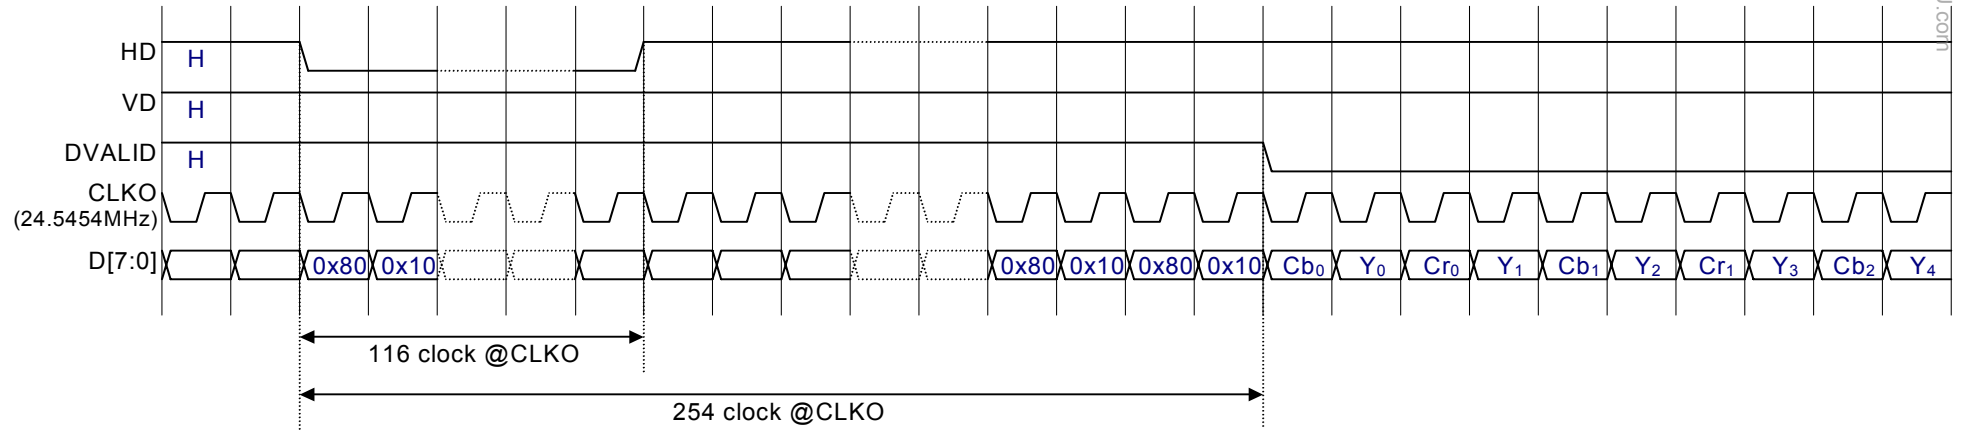 HD H
VD H
DVALID H
CLKO
(24.5454MHz)
D[7:0] 0x80 0x10 0x80 0x10 0x80 0x10 Cb₀ Y₀ Cr₀ Y₁ Cb₁ Y₂ Cr₁ Y₃ Cb₂ Y₄
116 clock @CLKO
254 clock @CLKO